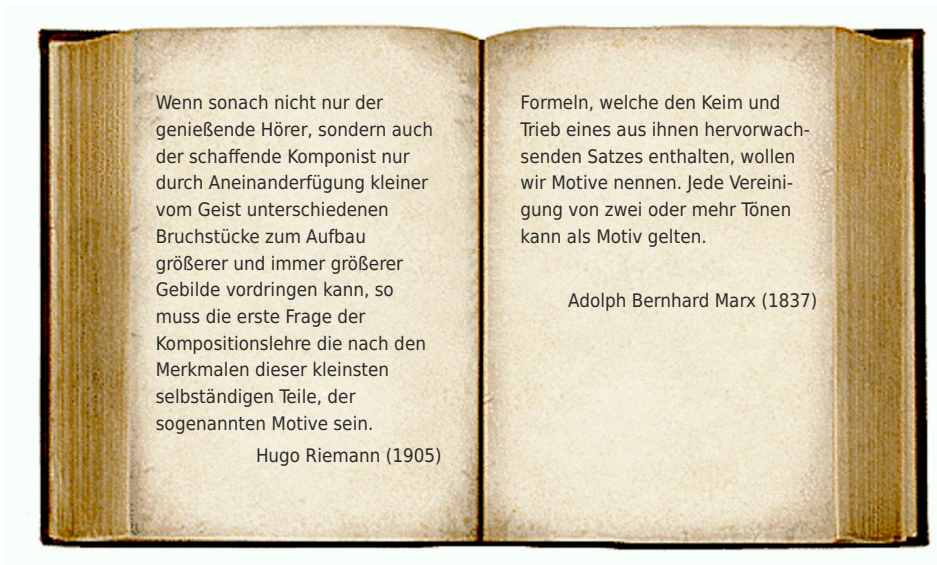 Wenn sonach nicht nur der
genießende Hörer, sondern auch
der schaffende Komponist nur
durch Aneinanderfügung kleiner
vom Geist unterschiedenen
Bruchstücke zum Aufbau
größerer und immer größerer
Gebilde vordringen kann, so
muss die erste Frage der
Kompositionslehre die nach den
Merkmalen dieser kleinsten
selbständigen Teile, der
sogenannten Motive sein.
Hugo Riemann (1905)
Formeln, welche den Keim und
Trieb eines aus ihnen hervorwach-
senden Satzes enthalten, wollen
wir Motive nennen. Jede Vereini-
gung von zwei oder mehr Tönen
kann als Motiv gelten.
Adolph Bernhard Marx (1837)